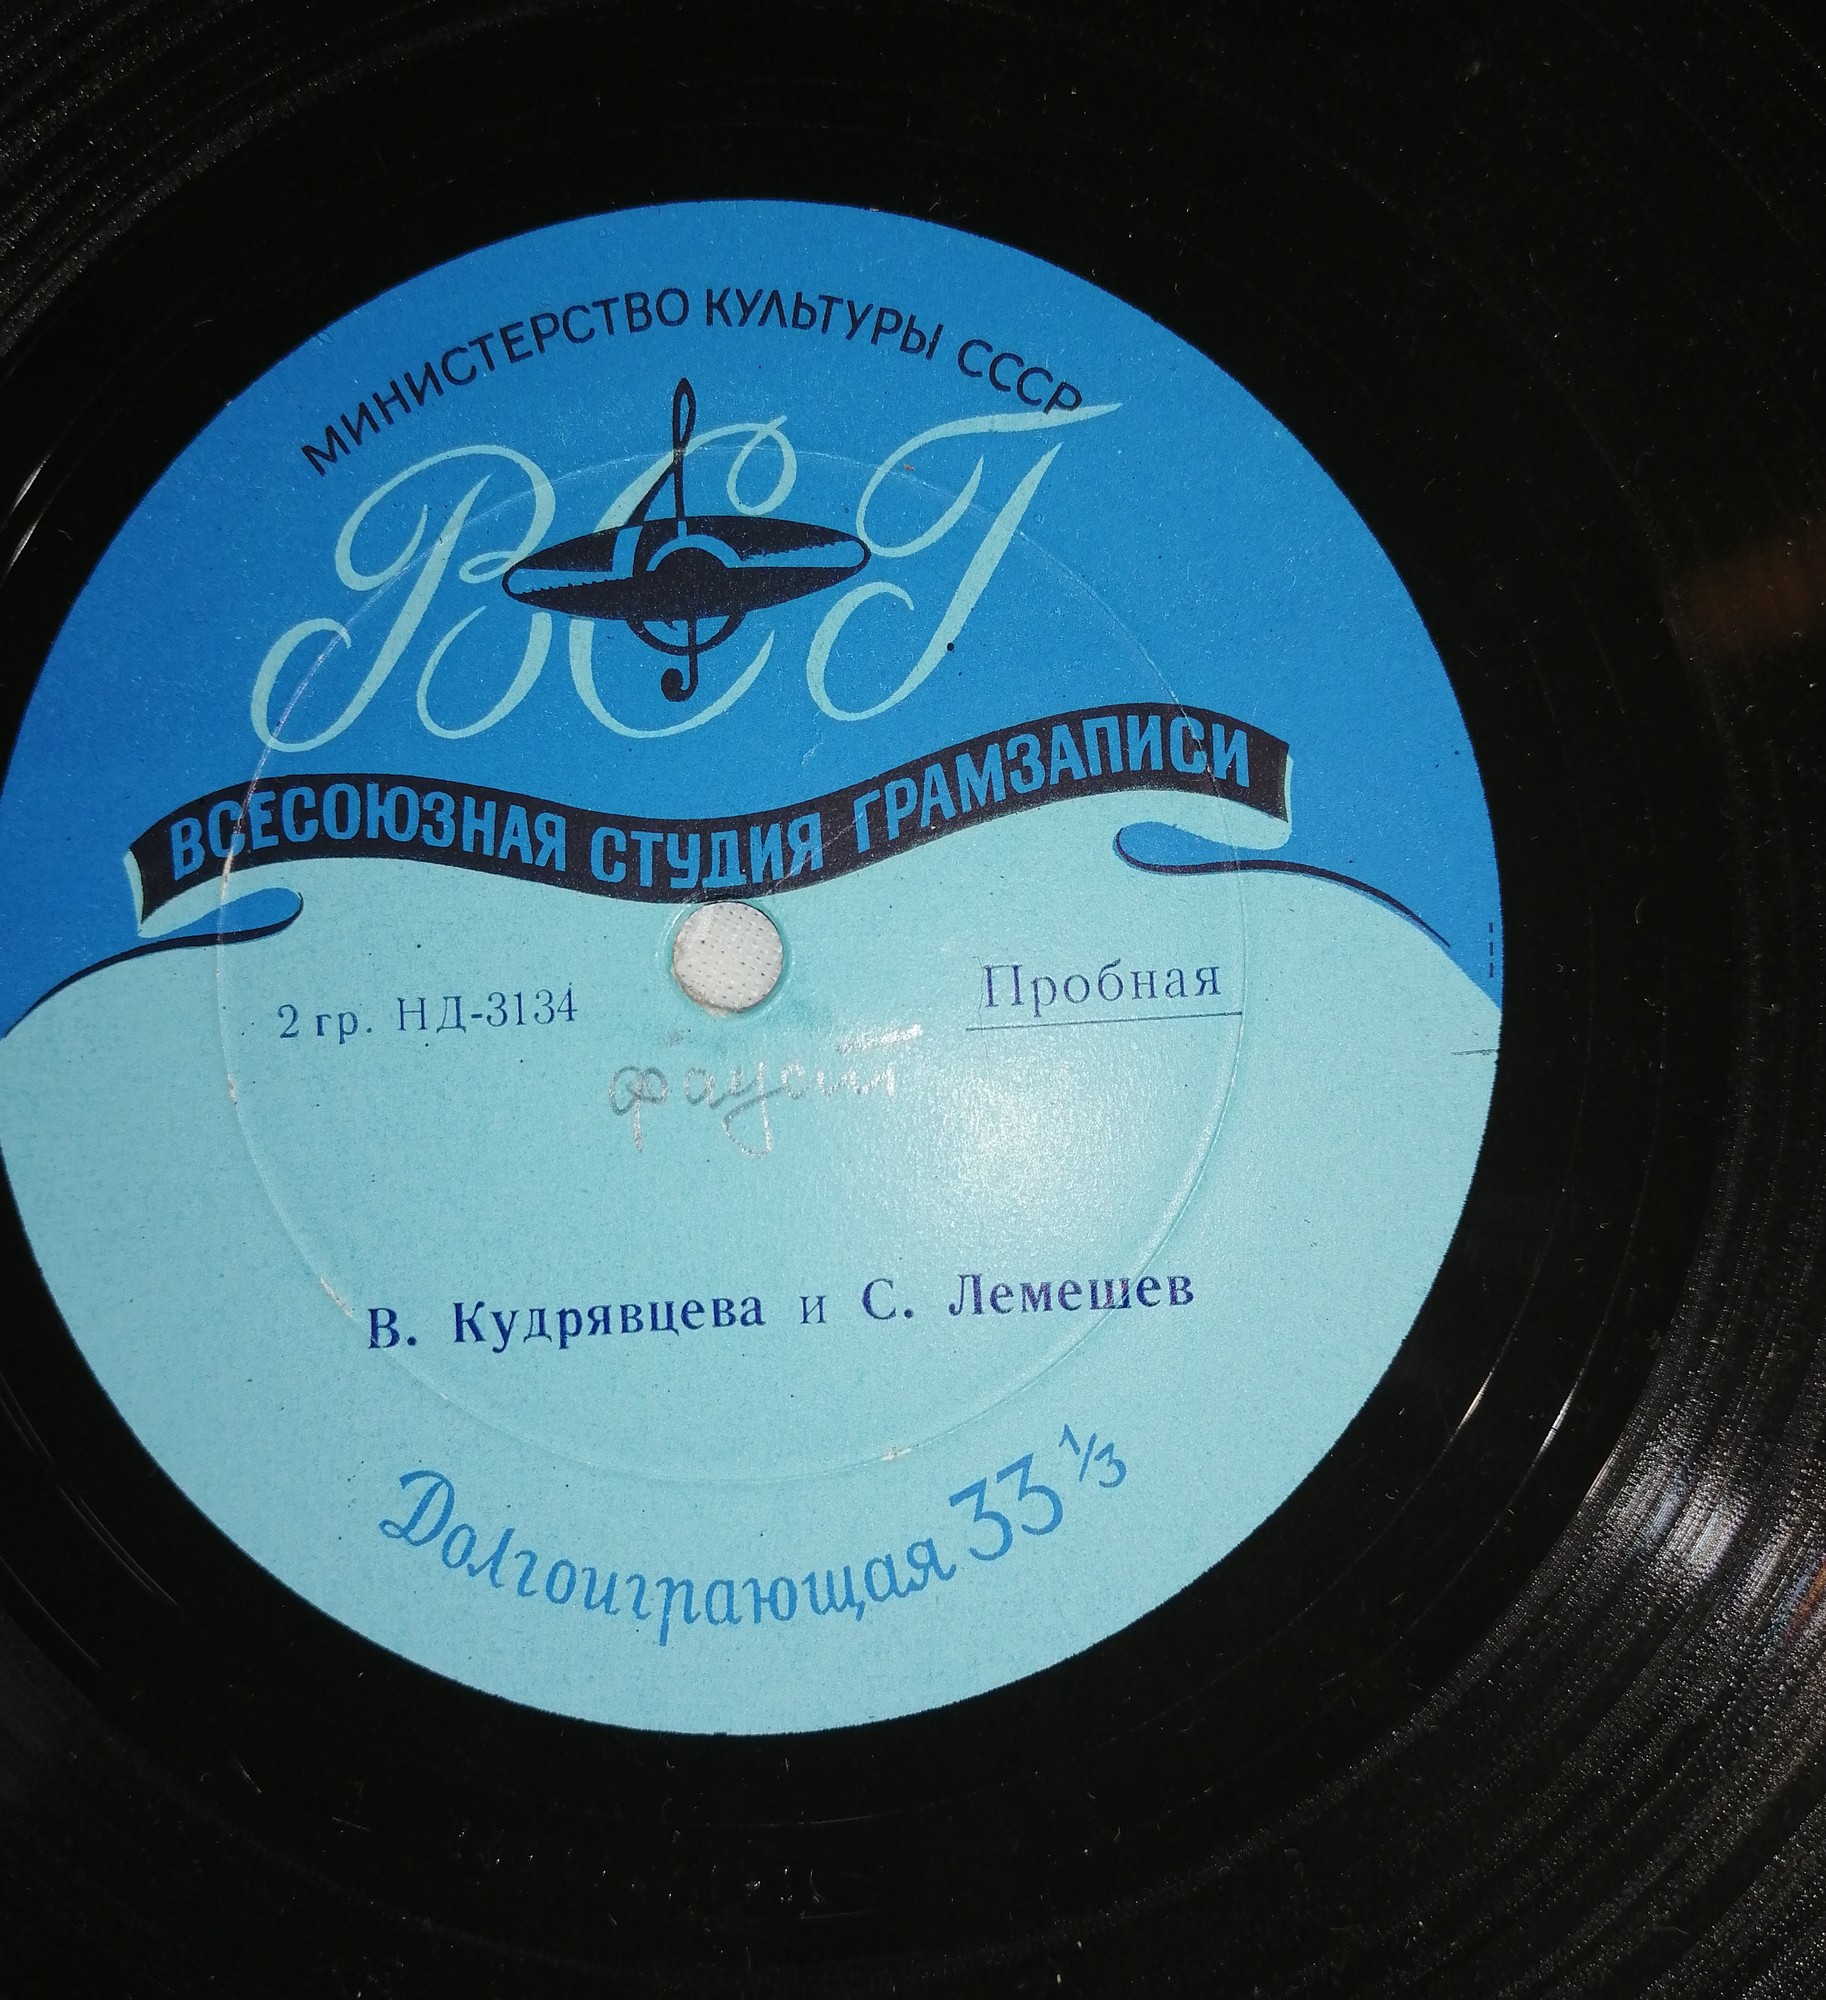 МИНИСТЕРСТВО КУЛЬТУРЫ СССР
ВСГ
ВСЕСОЮЗНАЯ СТУДИЯ ГРАМЗАПИСИ
2 гр. НД-3134
Пробная
фауст
В. Кудрявцева и С. Лемешев
Долгоиграющая 33 1/3